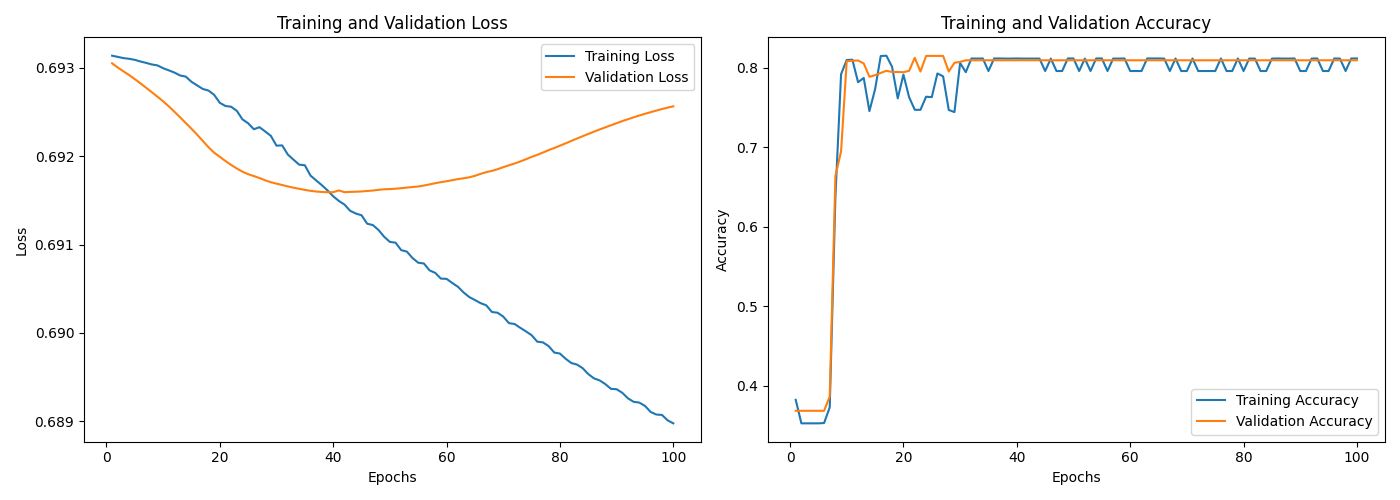 Training and Validation Loss
Training Loss
Validation Loss
0.693
0.692
0.691
0.690
0.689
Loss
0
20
40
60
80
100
Epochs
Training and Validation Accuracy
0.8
0.7
0.6
0.5
0.4
Accuracy
Training Accuracy
Validation Accuracy
0
20
40
60
80
100
Epochs